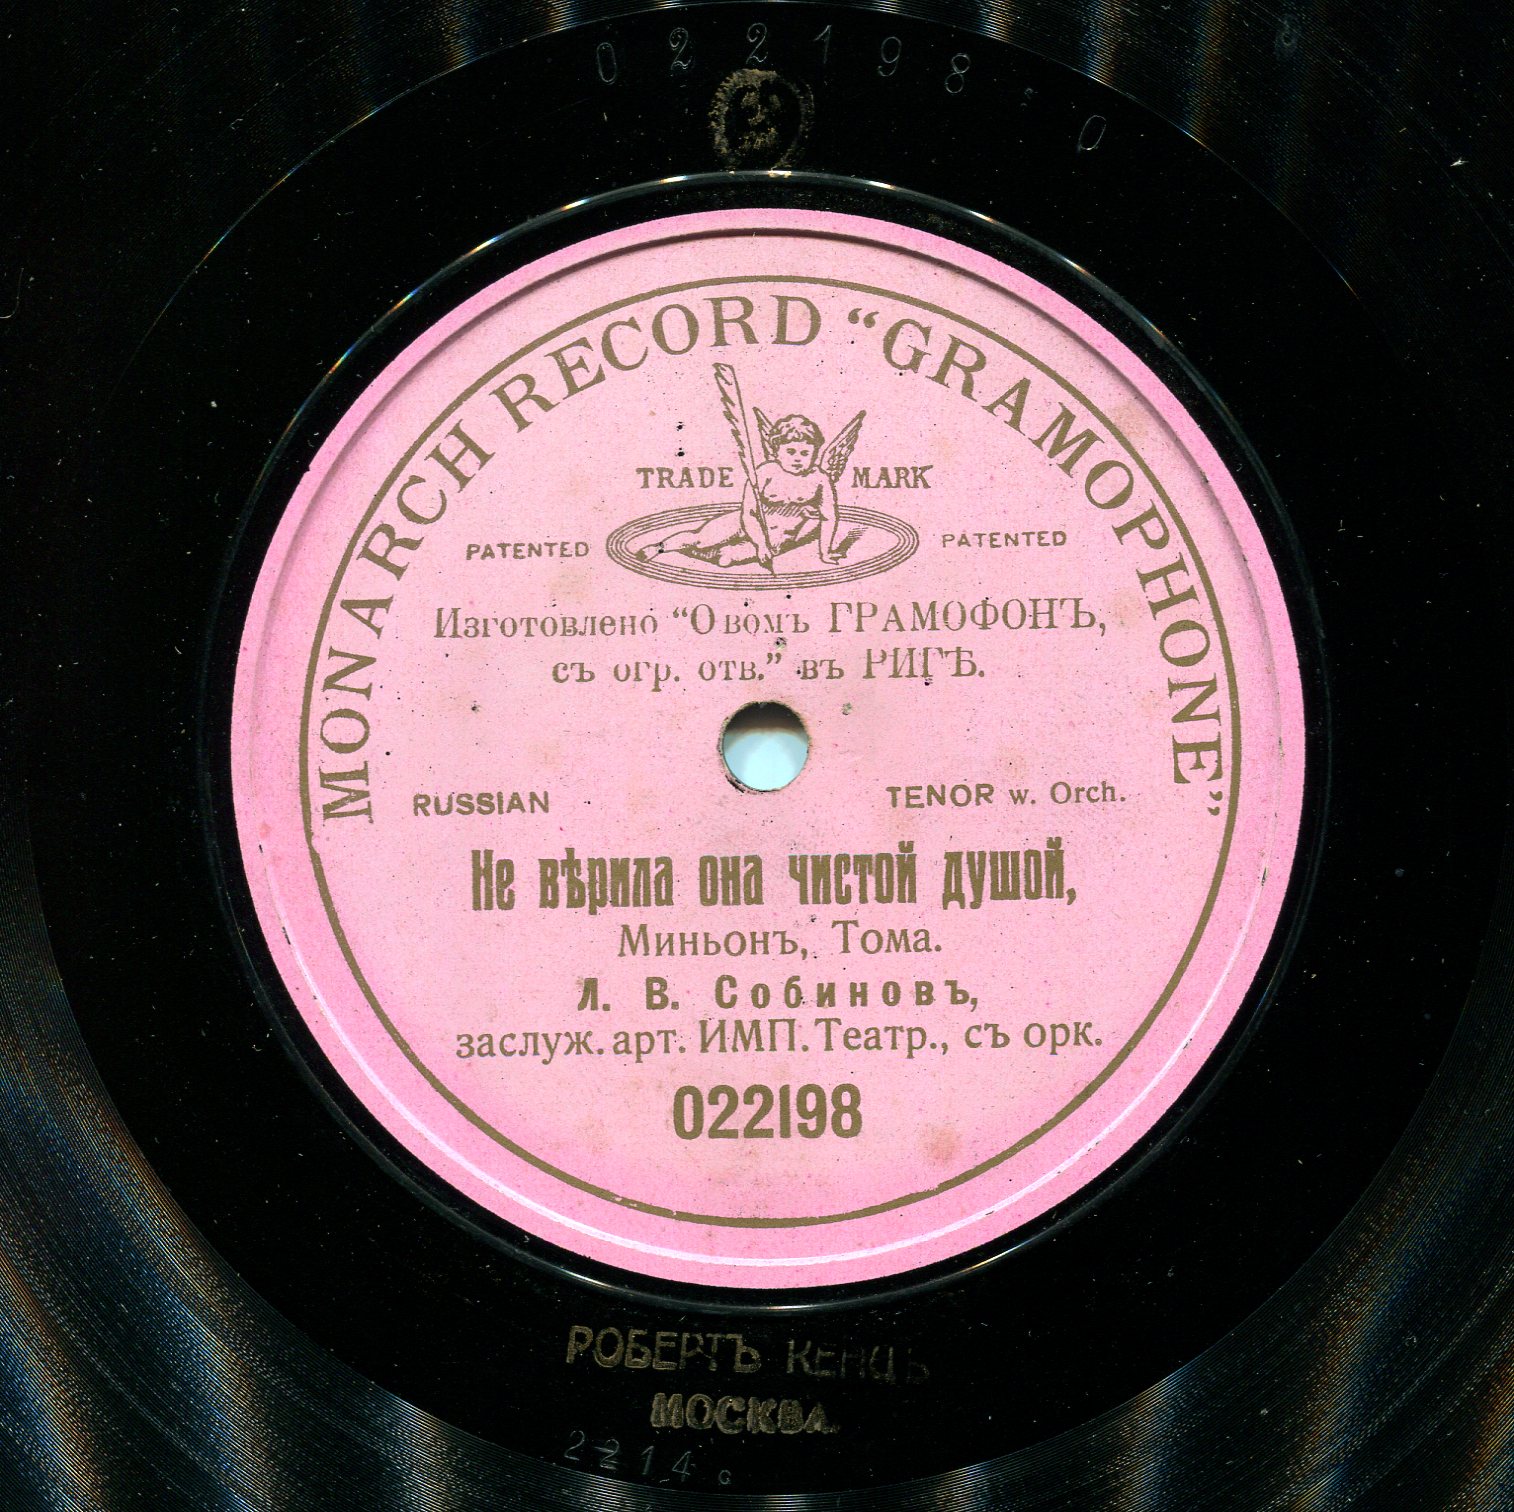 022198
MONARCH RECORD “GRAMOPHONE”
TRADE MARK
PATENTED PATENTED
Изготовлено “Овомъ ГРАМОФОНЪ,
съ огр. отв.” въ РИГѢ.
RUSSIAN TENOR w. Orch.
Не вѣрила она чистой душой,
Миньонъ, Тома.
Л. В. Собиновъ,
заслуж. арт. ИМП. Театр., съ орк.
022198
РОБЕРТЪ КЕНЦЪ
МОСКВА
2214 c